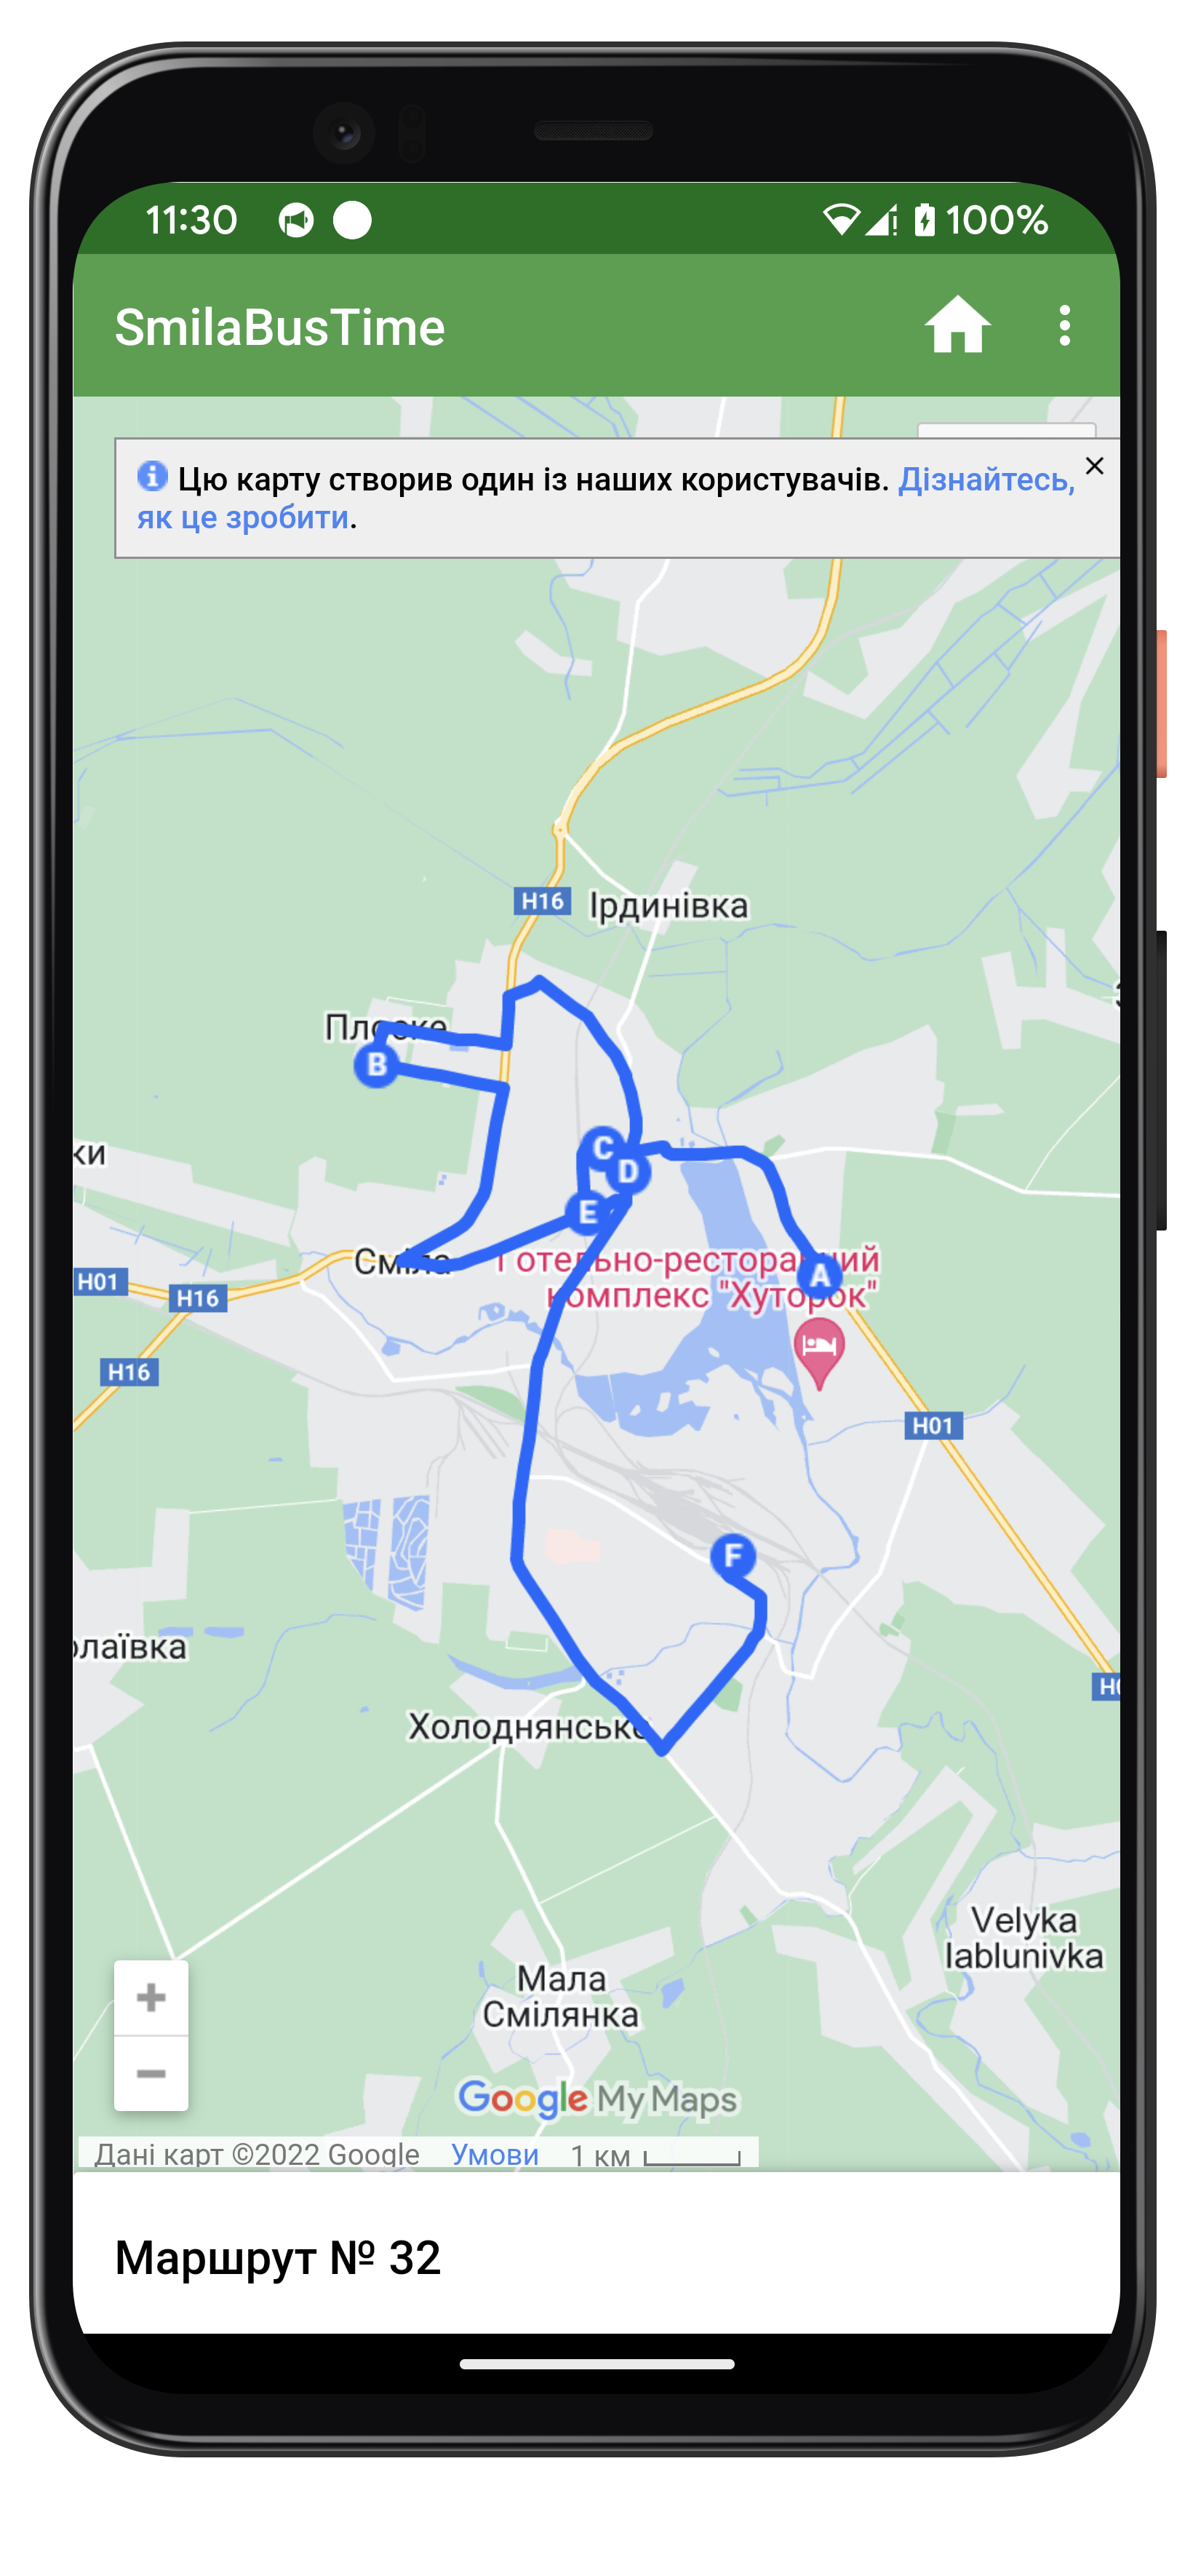 11:30
100%
SmilaBusTime
Цю карту створив один із наших користувачів. Дізнайтесь,
як це зробити.
H16
Ірдинівка
Плоске
B
ки
C
D
E
Сміла
Готельно-ресторанний
комплекс "Хуторок"
A
H01
H16
H16
H01
F
олаївка
H0
Холоднянське
Velyka
Iablunivka
Мала
Смілянка
Google My Maps
Дані карт ©2022 Google Умови 1 км
Маршрут № 32